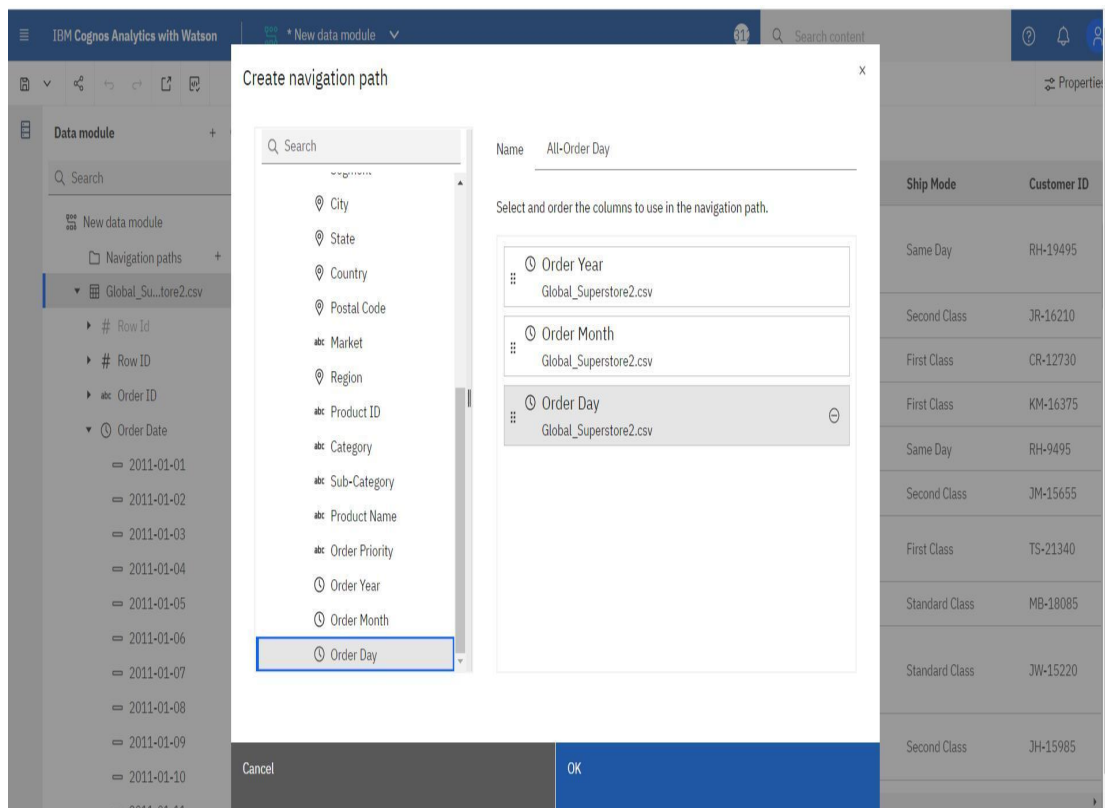 IBM Cognos Analytics with Watson
* New data module
31
Search content
Properties
Data module
+
Search
New data module
Navigation paths
+
Global_Su...tore2.csv
# Row Id
# Row ID
abc Order ID
Order Date
2011-01-01
2011-01-02
2011-01-03
2011-01-04
2011-01-05
2011-01-06
2011-01-07
2011-01-08
2011-01-09
2011-01-10
Create navigation path
x
Search
City
State
Country
Postal Code
abc Market
Region
abc Product ID
abc Category
abc Sub-Category
abc Product Name
abc Order Priority
Order Year
Order Month
Order Day
Name All-Order Day
Select and order the columns to use in the navigation path.
Order Year
Global_Superstore2.csv
Order Month
Global_Superstore2.csv
Order Day
Global_Superstore2.csv
Cancel
OK
Ship Mode Customer ID
Same Day RH-19495
Second Class JR-16210
First Class CR-12730
First Class KM-16375
Same Day RH-9495
Second Class JM-15655
First Class TS-21340
Standard Class MB-18085
Standard Class JW-15220
Second Class JH-15985